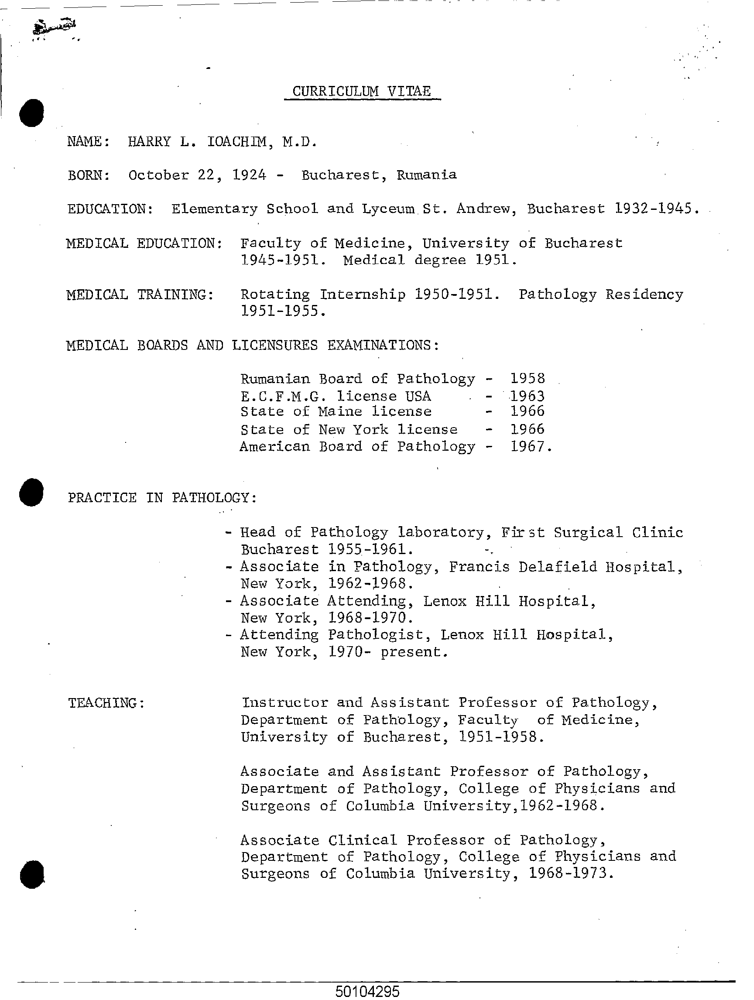 CURRICULUM VITAE
NAME: HARRY L. IOACHIM, M.D.
BORN: October 22, 1924 - Bucharest, Rumania
EDUCATION: Elementary School and Lyceum St. Andrew, Bucharest 1932-1945.
MEDICAL EDUCATION: Faculty of Medicine, University of Bucharest
1945-1951. Medical degree 1951.
MEDICAL TRAINING: Rotating Internship 1950-1951. Pathology Residency
1951-1955.
MEDICAL BOARDS AND LICENSURES EXAMINATIONS:
Rumanian Board of Pathology - 1958
E.C.F.M.G. license USA - 1963
State of Maine license - 1966
State of New York license - 1966
American Board of Pathology - 1967.
PRACTICE IN PATHOLOGY:
- Head of Pathology laboratory, First Surgical Clinic
Bucharest 1955-1961.
- Associate in Pathology, Francis Delafield Hospital,
New York, 1962-1968.
- Associate Attending, Lenox Hill Hospital,
New York, 1968-1970.
- Attending Pathologist, Lenox Hill Hospital,
New York, 1970- present.
TEACHING: Instructor and Assistant Professor of Pathology,
Department of Pathology, Faculty of Medicine,
University of Bucharest, 1951-1958.
Associate and Assistant Professor of Pathology,
Department of Pathology, College of Physicians and
Surgeons of Columbia University,1962-1968.
Associate Clinical Professor of Pathology,
Department of Pathology, College of Physicians and
Surgeons of Columbia University, 1968-1973.
50104295